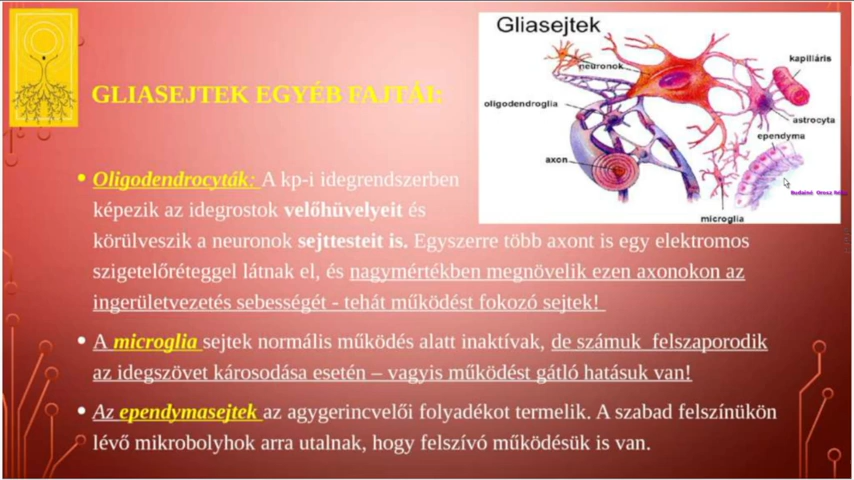 Gliasejtek
neuronok
kapilláris
oligodendroglia
astrocyta
ependyma
axon
microglia
GLIASEJTEK EGYÉB FAJTÁI:
• Oligodendrocyták: A kp-i idegrendszerben
képezik az idegrostok velőhüvelyeit és
körülveszik a neuronok sejttesteit is. Egyszerre több axont is egy elektromos
szigetelőréteggel látnak el, és nagymértékben megnövelik ezen axonokon az
ingerületvezetés sebességét - tehát működést fokozó sejtek!
• A microglia sejtek normális működés alatt inaktívak, de számuk felszaporodik
az idegszövet károsodása esetén – vagyis működést gátló hatásuk van!
• Az ependymasejtek az agygerincvelői folyadékot termelik. A szabad felszínükön
lévő mikrobolyhok arra utalnak, hogy felszívó működésük is van.